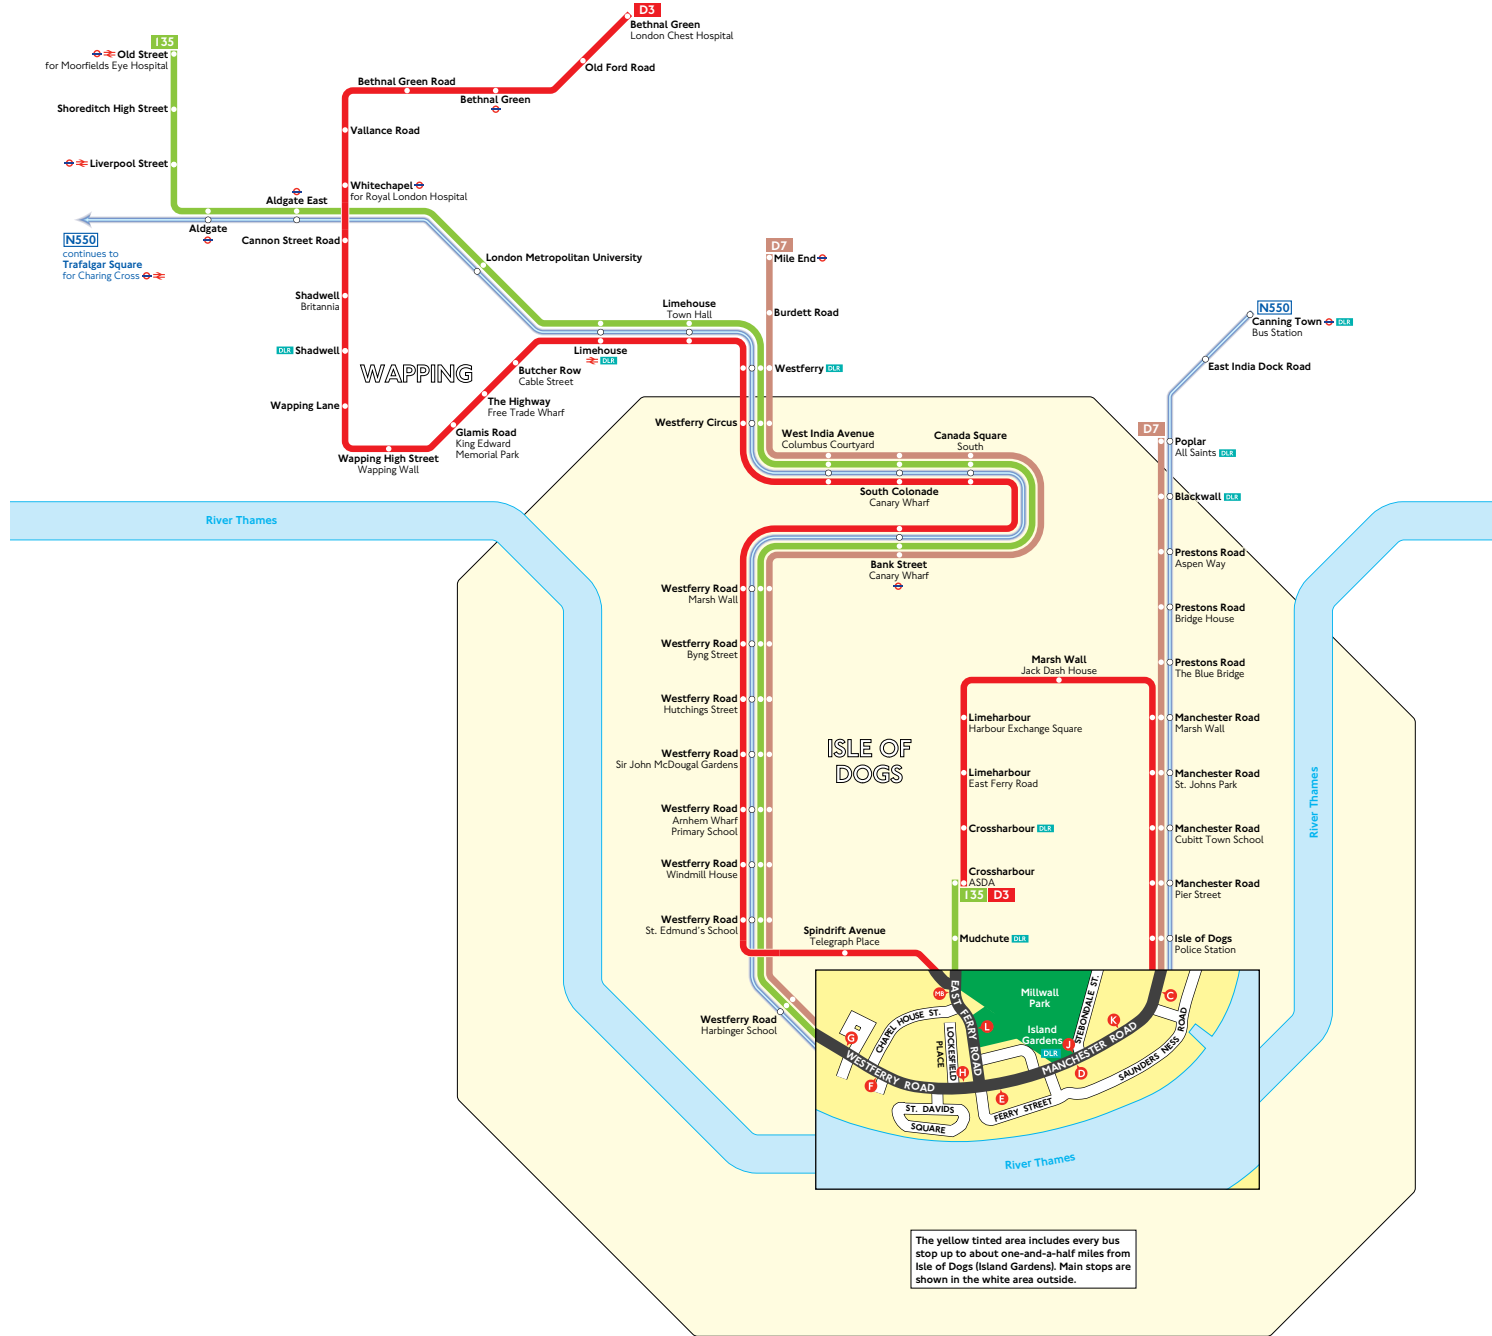 D3
Bethnal Green
London Chest Hospital
Old Ford Road
135
Old Street
for Moorfields Eye Hospital
Bethnal Green Road
Bethnal Green
Shoreditch High Street
Vallance Road
Liverpool Street
Whitechapel
for Royal London Hospital
Aldgate East
Aldgate
N550
continues to
Trafalgar Square
for Charing Cross
Cannon Street Road
London Metropolitan University
D7
Mile End
Shadwell
Britannia
Limehouse
Town Hall
Burdett Road
N550
Canning Town DLR
Bus Station
DLR Shadwell
WAPPING
Limehouse
DLR
Butcher Row
Cable Street
Westferry DLR
East India Dock Road
Wapping Lane
The Highway
Free Trade Wharf
Westferry Circus
Glamis Road
King Edward
Memorial Park
West India Avenue
Columbus Courtyard
Canada Square
South
D7
Poplar
All Saints DLR
Wapping High Street
Wapping Wall
South Colonade
Canary Wharf
Blackwall DLR
River Thames
Prestons Road
Aspen Way
Bank Street
Canary Wharf
Westferry Road
Marsh Wall
Prestons Road
Bridge House
Westferry Road
Byng Street
Marsh Wall
Jack Dash House
Prestons Road
The Blue Bridge
Westferry Road
Hutchings Street
Limeharbour
Harbour Exchange Square
Manchester Road
Marsh Wall
ISLE OF
DOGS
Westferry Road
Sir John McDougal Gardens
Limeharbour
East Ferry Road
Manchester Road
St. Johns Park
River Thames
Westferry Road
Arnhem Wharf
Primary School
Crossharbour DLR
Manchester Road
Cubitt Town School
Westferry Road
Windmill House
Crossharbour
ASDA
135 D3
Manchester Road
Pier Street
Westferry Road
St. Edmund's School
Spindrift Avenue
Telegraph Place
Mudchute DLR
Isle of Dogs
Police Station
Westferry Road
Harbinger School
MB
EAST FERRY ROAD
Millwall
Park
STEBONDALE ST.
C
K
L
Island
Gardens
DLR
J
G
CHAPEL HOUSE ST.
LOCKESFIELD
PLACE
MANCHESTER ROAD
SAUNDERS NESS ROAD
WESTFERRY ROAD
F
H
D
E
FERRY STREET
ST. DAVIDS
SQUARE
River Thames
The yellow tinted area includes every bus
stop up to about one-and-a-half miles from
Isle of Dogs (Island Gardens). Main stops are
shown in the white area outside.